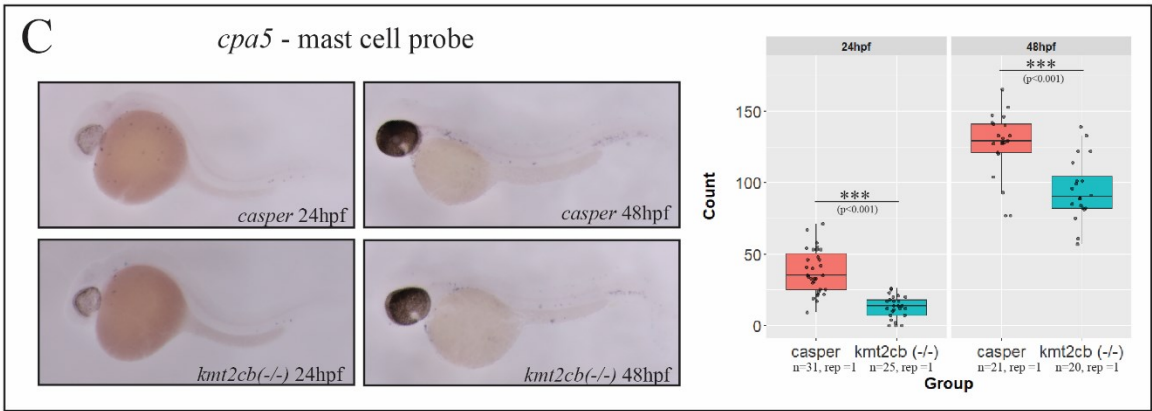 C
cpa5 - mast cell probe
casper 24hpf
casper 48hpf
kmt2cb(-/-) 24hpf
kmt2cb(-/-) 48hpf
24hpf
48hpf
***
(p<0.001)
***
(p<0.001)
Count
150
100
50
0
casper
kmt2cb (-/-)
casper
kmt2cb (-/-)
n=31, rep =1
n=25, rep =1
n=21, rep =1
n=20, rep =1
Group